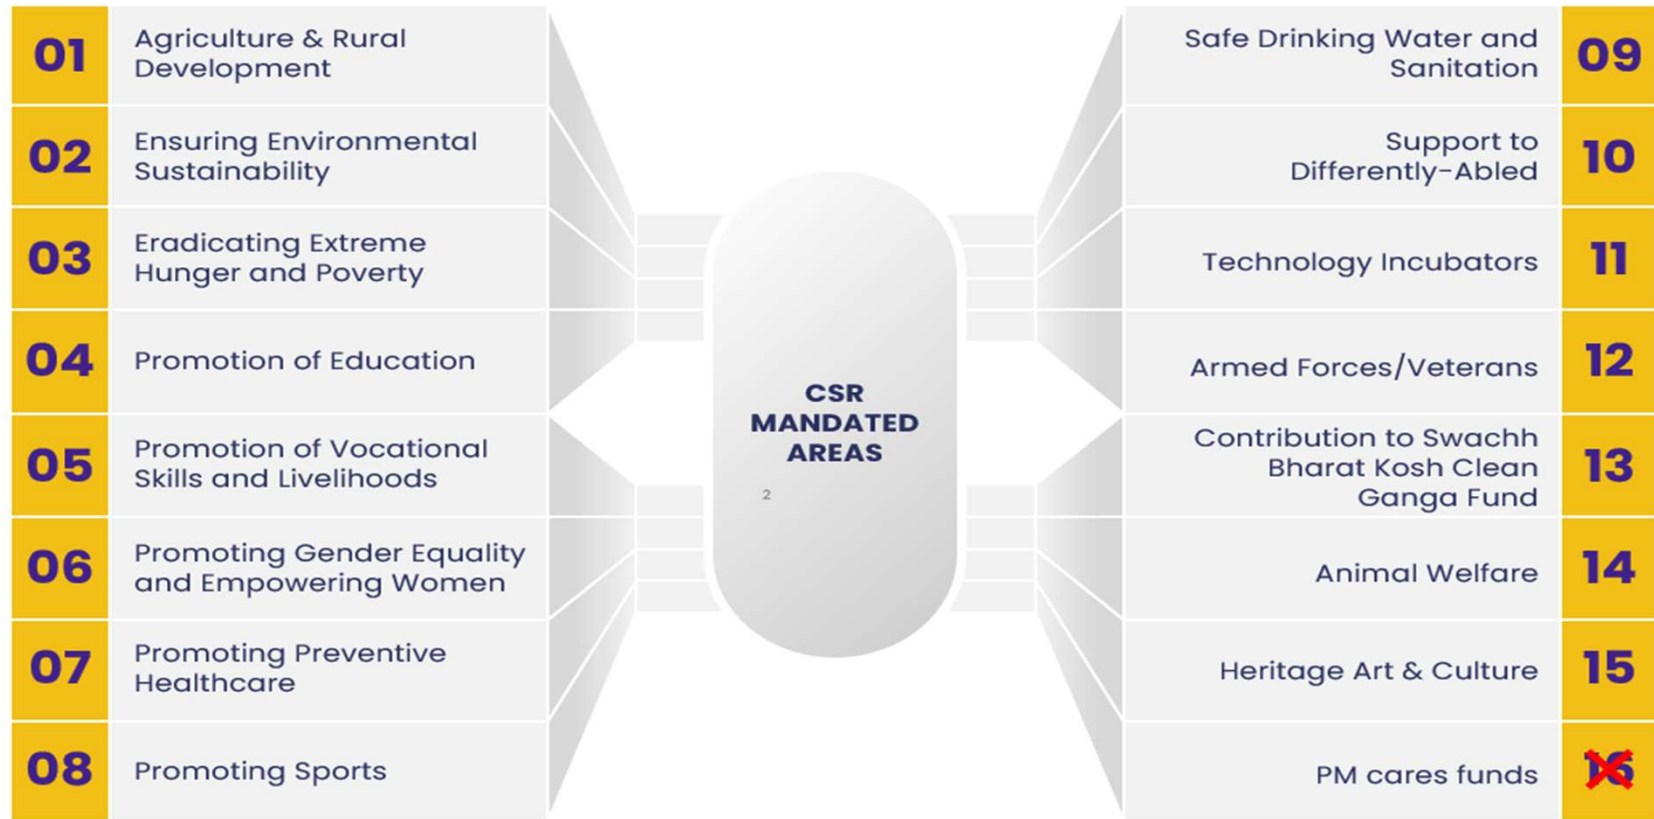 01
Agriculture & Rural
Development
02
Ensuring Environmental
Sustainability
03
Eradicating Extreme
Hunger and Poverty
04
Promotion of Education
05
Promotion of Vocational
Skills and Livelihoods
06
Promoting Gender Equality
and Empowering Women
07
Promoting Preventive
Healthcare
08
Promoting Sports
CSR
MANDATED
AREAS
2
Safe Drinking Water and
Sanitation
09
Support to
Differently-Abled
10
Technology Incubators
11
Armed Forces/Veterans
12
Contribution to Swachh
Bharat Kosh Clean
Ganga Fund
13
Animal Welfare
14
Heritage Art & Culture
15
PM cares funds
16